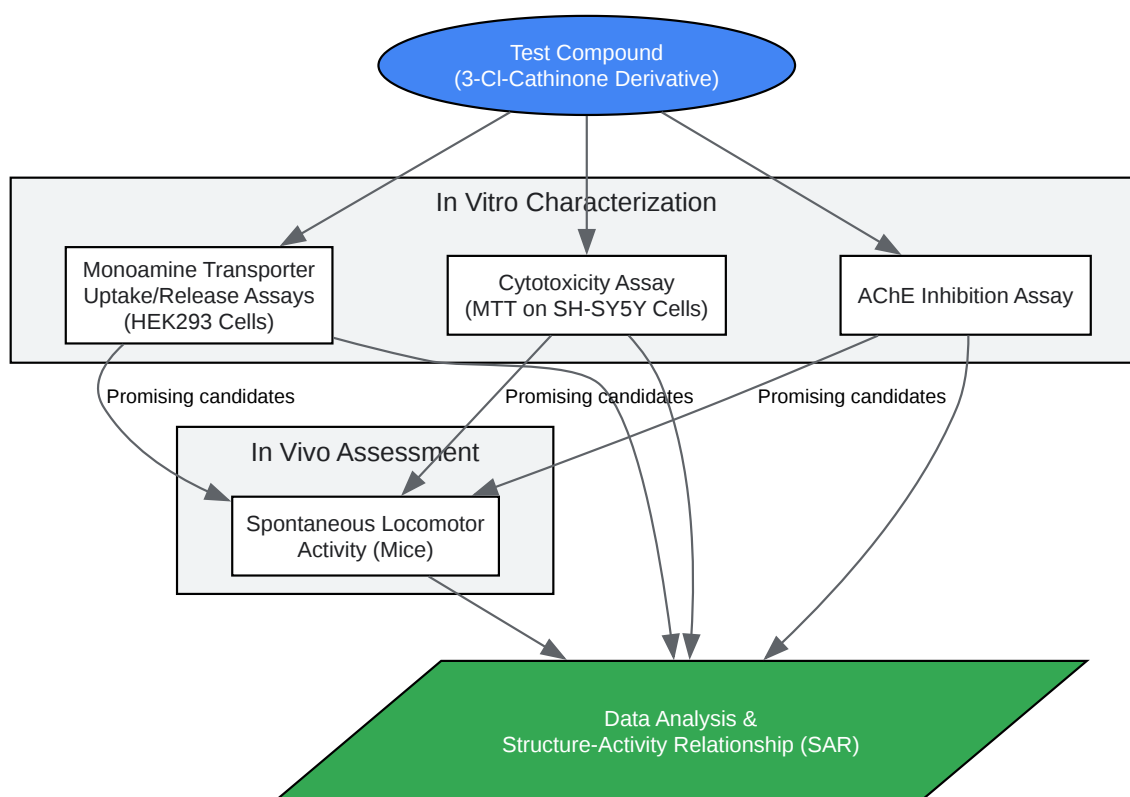 Test Compound
(3-Cl-Cathinone Derivative)
In Vitro Characterization
Monoamine Transporter
Uptake/Release Assays
(HEK293 Cells)
Cytotoxicity Assay
(MTT on SH-SY5Y Cells)
AChE Inhibition Assay
Promising candidates
Promising candidates
Promising candidates
In Vivo Assessment
Spontaneous Locomotor
Activity (Mice)
Data Analysis &
Structure-Activity Relationship (SAR)